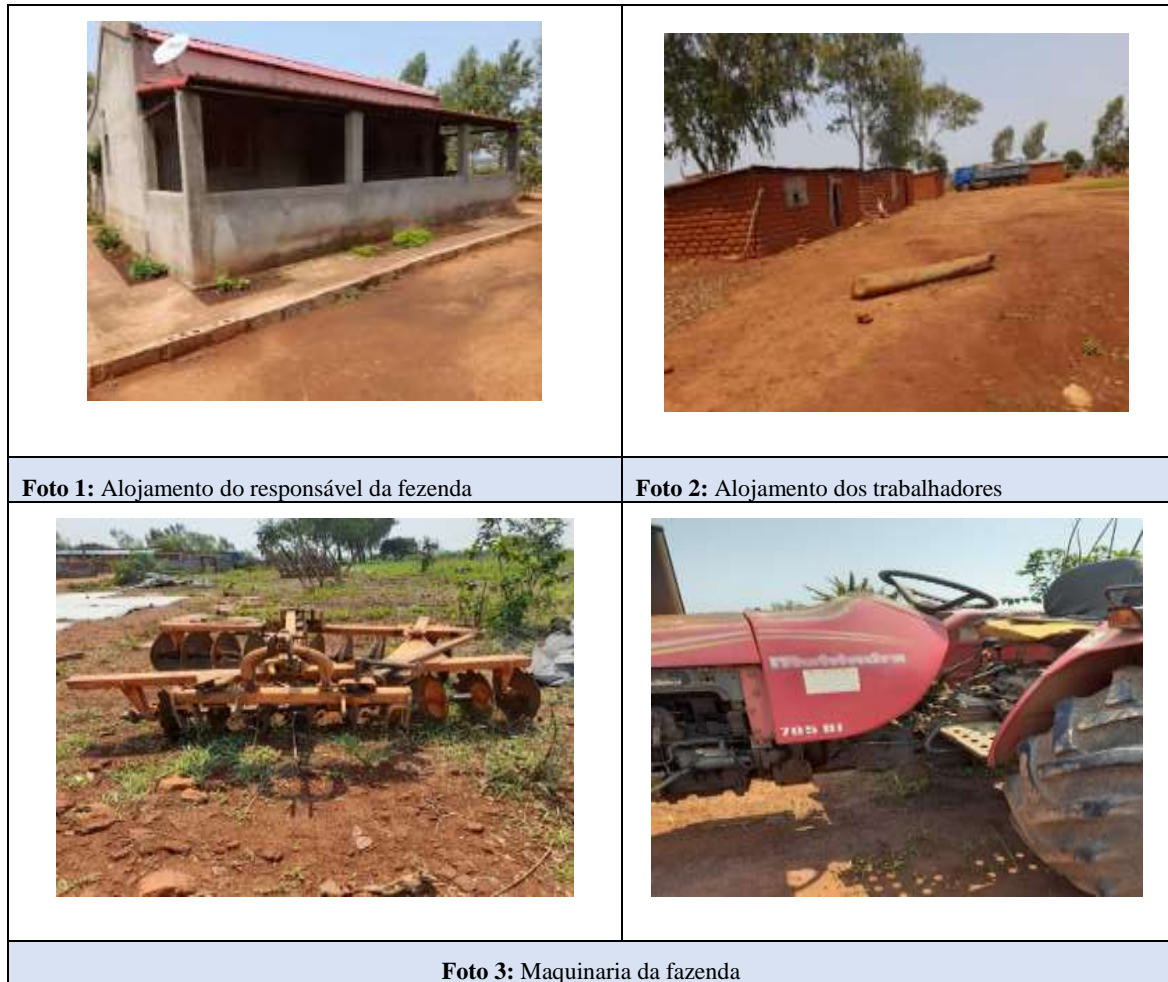 Foto 1: Alojamento do responsável da fezenda
Foto 2: Alojamento dos trabalhadores
Mahindra
705 DI
Foto 3: Maquinaria da fazenda